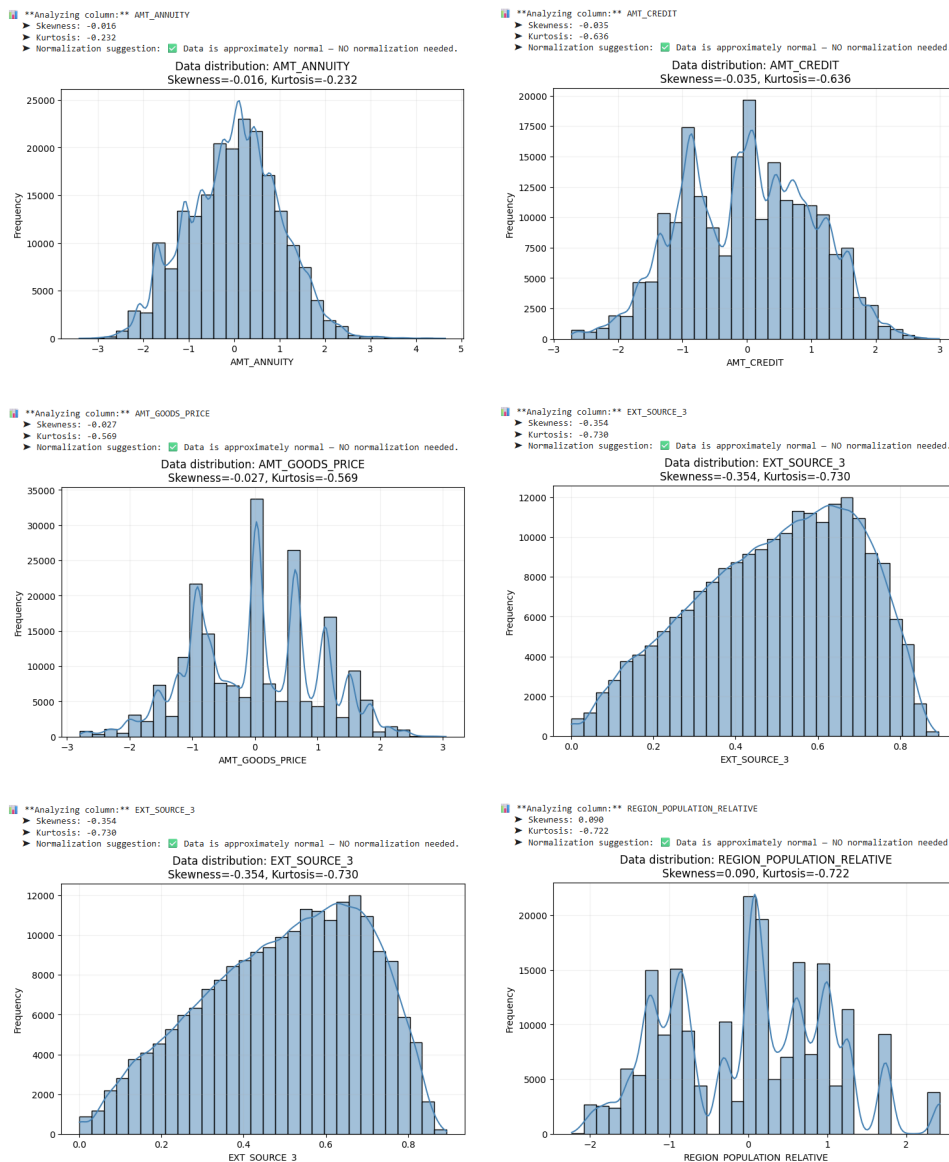 📊 **Analyzing column:** AMT_ANNUITY
➤ Skewness: -0.016
➤ Kurtosis: -0.232
➤ Normalization suggestion: ✅ Data is approximately normal — NO normalization needed.
Data distribution: AMT_ANNUITY
Skewness=-0.016, Kurtosis=-0.232
25000
20000
15000
10000
5000
0
Frequency
−3 −2 −1 0 1 2 3 4 5
AMT_ANNUITY
📊 **Analyzing column:** AMT_CREDIT
➤ Skewness: -0.035
➤ Kurtosis: -0.636
➤ Normalization suggestion: ✅ Data is approximately normal — NO normalization needed
Data distribution: AMT_CREDIT
Skewness=-0.035, Kurtosis=-0.636
20000
17500
15000
12500
10000
7500
5000
2500
0
Frequency
−3 −2 −1 0 1 2 3
AMT_CREDIT
📊 **Analyzing column:** AMT_GOODS_PRICE
➤ Skewness: -0.027
➤ Kurtosis: -0.569
➤ Normalization suggestion: ✅ Data is approximately normal — NO normalization needed.
Data distribution: AMT_GOODS_PRICE
Skewness=-0.027, Kurtosis=-0.569
35000
30000
25000
20000
15000
10000
5000
0
Frequency
−3 −2 −1 0 1 2 3
AMT_GOODS_PRICE
📊 **Analyzing column:** EXT_SOURCE_3
➤ Skewness: -0.354
➤ Kurtosis: -0.730
➤ Normalization suggestion: ✅ Data is approximately normal — NO normalization needed.
Data distribution: EXT_SOURCE_3
Skewness=-0.354, Kurtosis=-0.730
12000
10000
8000
6000
4000
2000
0
Frequency
0.0 0.2 0.4 0.6 0.8
EXT_SOURCE_3
📊 **Analyzing column:** EXT_SOURCE_3
➤ Skewness: -0.354
➤ Kurtosis: -0.730
➤ Normalization suggestion: ✅ Data is approximately normal — NO normalization needed.
Data distribution: EXT_SOURCE_3
Skewness=-0.354, Kurtosis=-0.730
12000
10000
8000
6000
4000
2000
0
Frequency
0.0 0.2 0.4 0.6 0.8
EXT_SOURCE_3
📊 **Analyzing column:** REGION_POPULATION_RELATIVE
➤ Skewness: 0.090
➤ Kurtosis: -0.722
➤ Normalization suggestion: ✅ Data is approximately normal — NO normalization needed
Data distribution: REGION_POPULATION_RELATIVE
Skewness=0.090, Kurtosis=-0.722
20000
15000
10000
5000
0
Frequency
−2 −1 0 1 2
REGION_POPULATION_RELATIVE